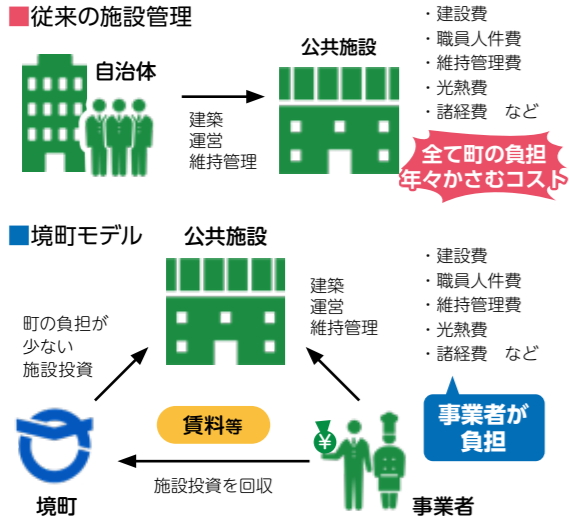 ■従来の施設管理
自治体
建築
運営
維持管理
公共施設
・建設費
・職員人件費
・維持管理費
・光熱費
・諸経費　など
全て町の負担
年々かさむコスト
■境町モデル
公共施設
町の負担が
少ない
施設投資
建築
運営
維持管理
・建設費
・職員人件費
・維持管理費
・光熱費
・諸経費　など
事業者が
負担
賃料等
¥
施設投資を回収
境町
事業者